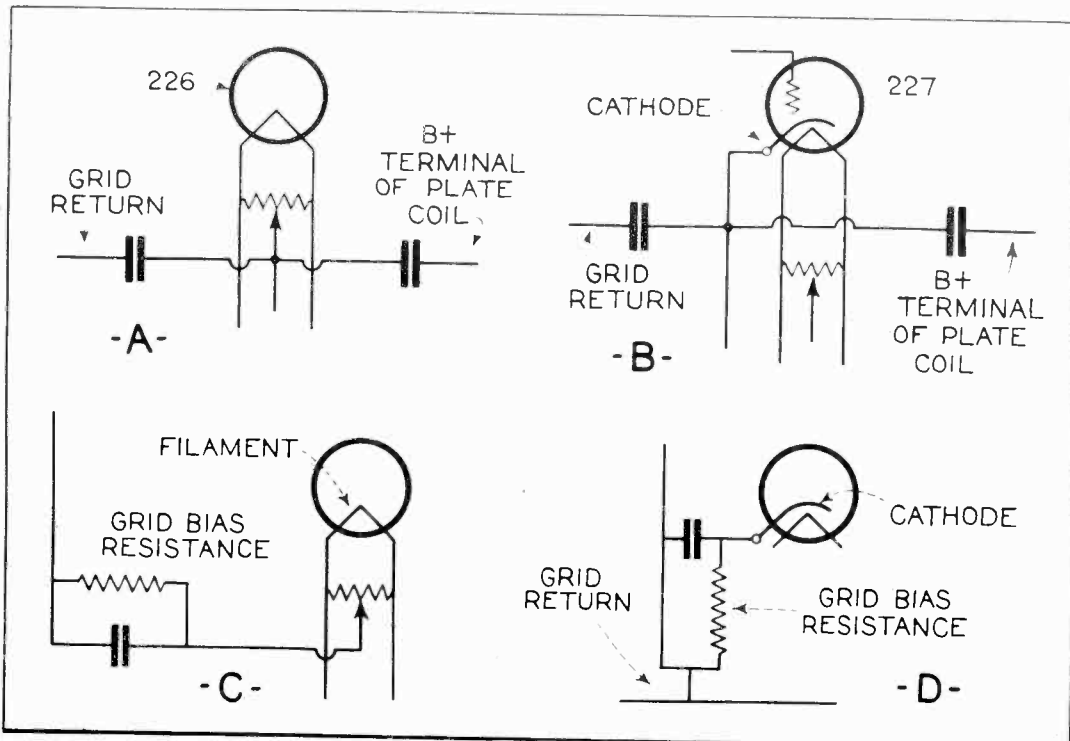 226
B+
TERMINAL
OF PLATE
COIL
GRID
RETURN
-A-
227
CATHODE
GRID
RETURN
B+
TERMINAL
OF PLATE
COIL
-B-
FILAMENT
GRID BIAS
RESISTANCE
-C-
CATHODE
GRID
RETURN
GRID BIAS
RESISTANCE
-D-